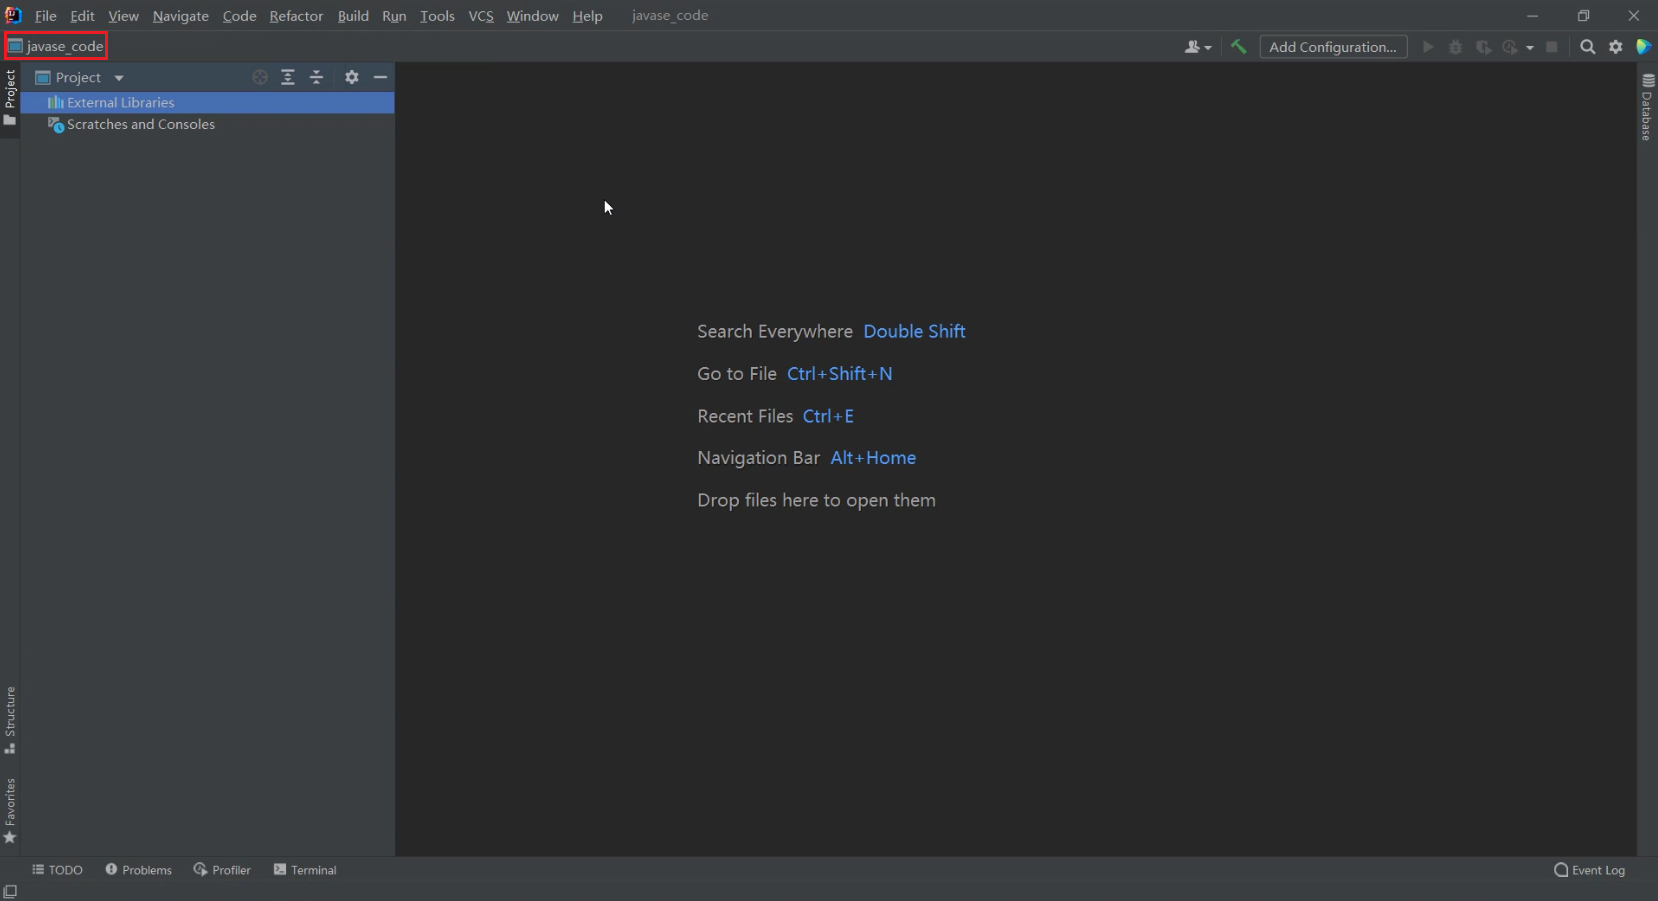 File Edit View Navigate Code Refactor Build Run Tools VCS Window Help javase_code
javase_code
Add Configuration...
Project
Project
External Libraries
Scratches and Consoles
Database
Search Everywhere Double Shift
Go to File Ctrl+Shift+N
Recent Files Ctrl+E
Navigation Bar Alt+Home
Drop files here to open them
Structure
Favorites
TODO Problems Profiler Terminal Event Log